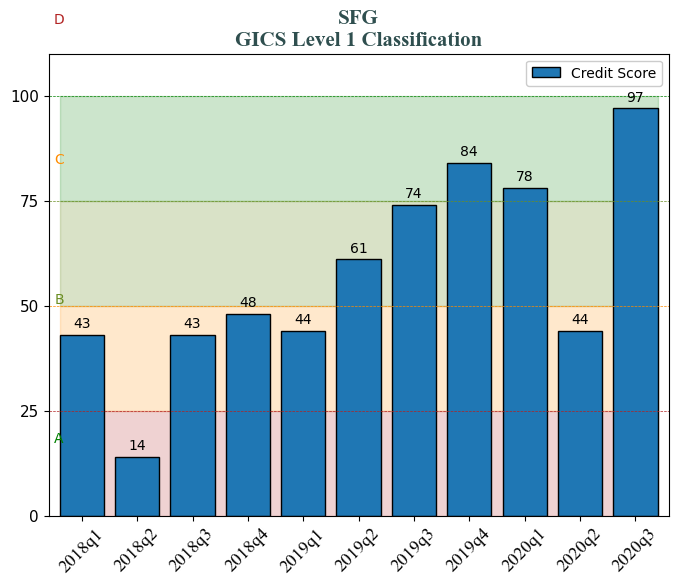 D
SFG
GICS Level 1 Classification
Credit Score
100
97
C
84
78
75
74
61
B
50
48
44
44
43
43
25
A
14
0
2018q1
2018q2
2018q3
2018q4
2019q1
2019q2
2019q3
2019q4
2020q1
2020q2
2020q3